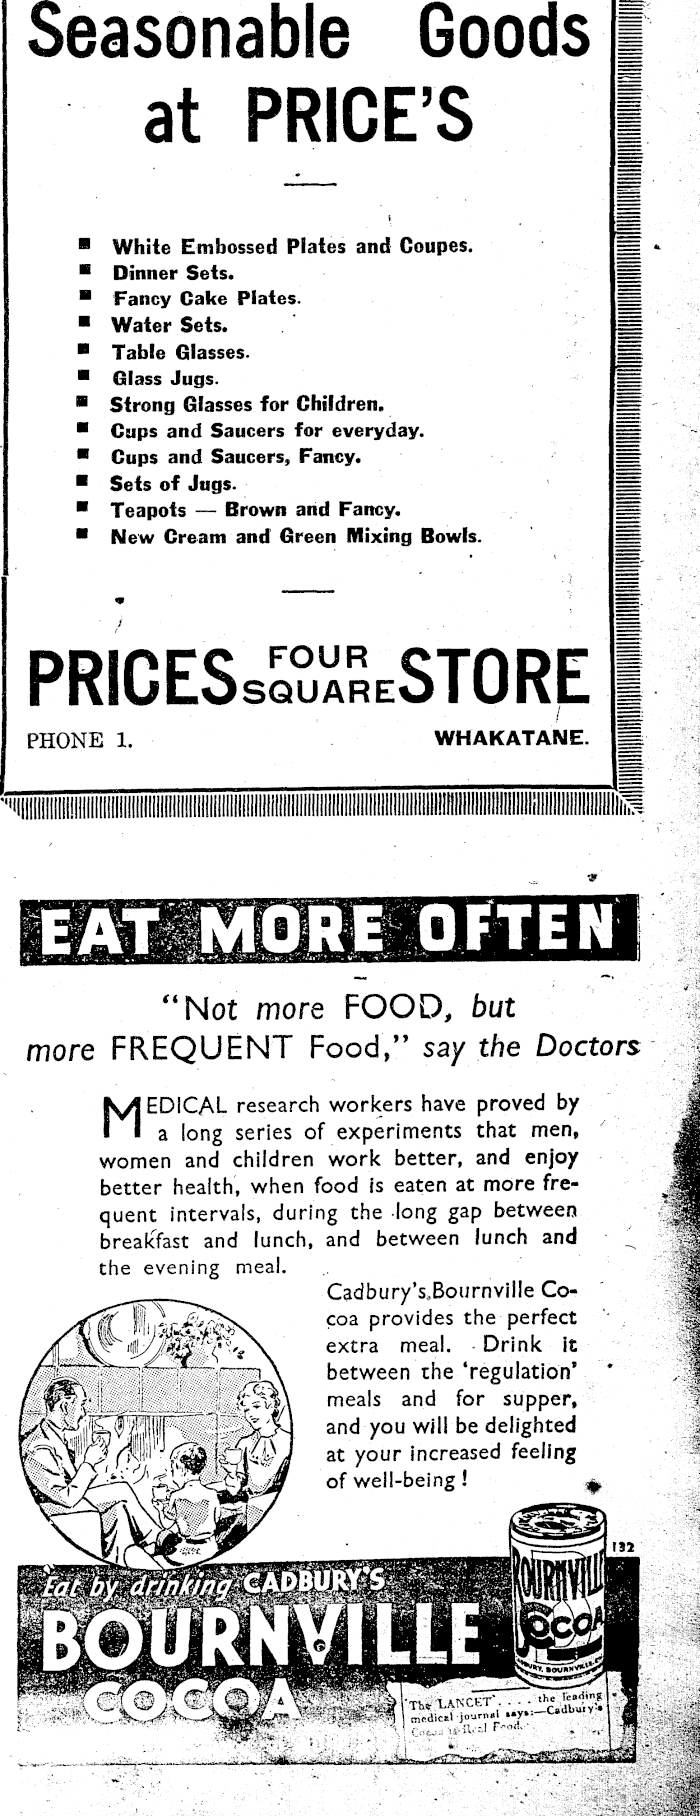 Seasonable Goods
at PRICE'S
■ White Embossed Plates and Coupes.
■ Dinner Sets.
■ Fancy Cake Plates.
■ Water Sets.
■ Table Glasses.
■ Glass Jugs.
■ Strong Glasses for Children.
■ Cups and Saucers for everyday.
■ Cups and Saucers, Fancy.
■ Sets of Jugs.
■ Teapots — Brown and Fancy.
■ New Cream and Green Mixing Bowls.
PRICES FOUR SQUARE STORE
PHONE 1. WHAKATANE.
EAT MORE OFTEN
"Not more FOOD, but
more FREQUENT Food," say the Doctors
MEDICAL research workers have proved by
a long series of experiments that men,
women and children work better, and enjoy
better health, when food is eaten at more fre-
quent intervals, during the long gap between
breakfast and lunch, and between lunch and
the evening meal.
Cadbury's Bournville Co-
coa provides the perfect
extra meal. Drink it
between the 'regulation'
meals and for supper,
and you will be delighted
at your increased feeling
of well-being !
132
Eat by drinking CADBURY'S
BOURNVILLE
COCOA
BOURNVILLE
COCOA
BOURNVILLE
The 'LANCET' . . . . the leading
medical journal says:—Cadbury's
Cocoa is Real Food.